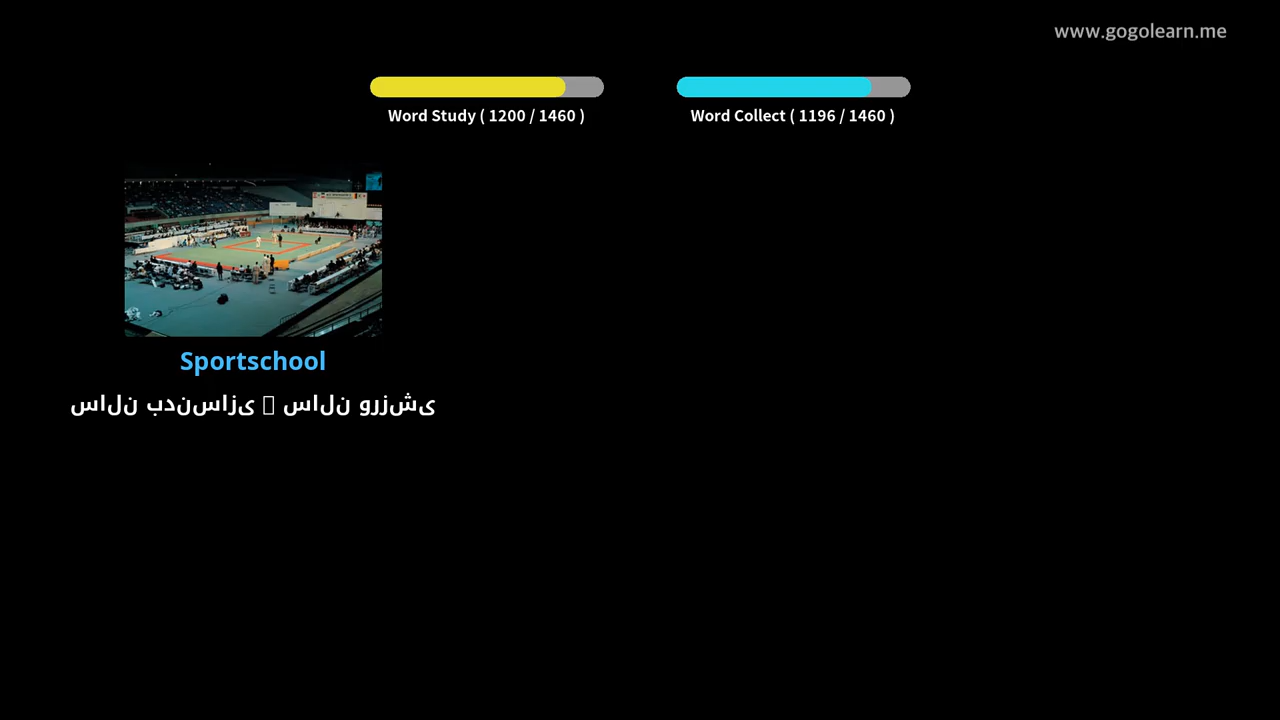 www.gogolearn.me
Word Study ( 1200 / 1460 )
Word Collect ( 1196 / 1460 )
Sportschool
سالن بدنسازی ▯ سالن ورزشی